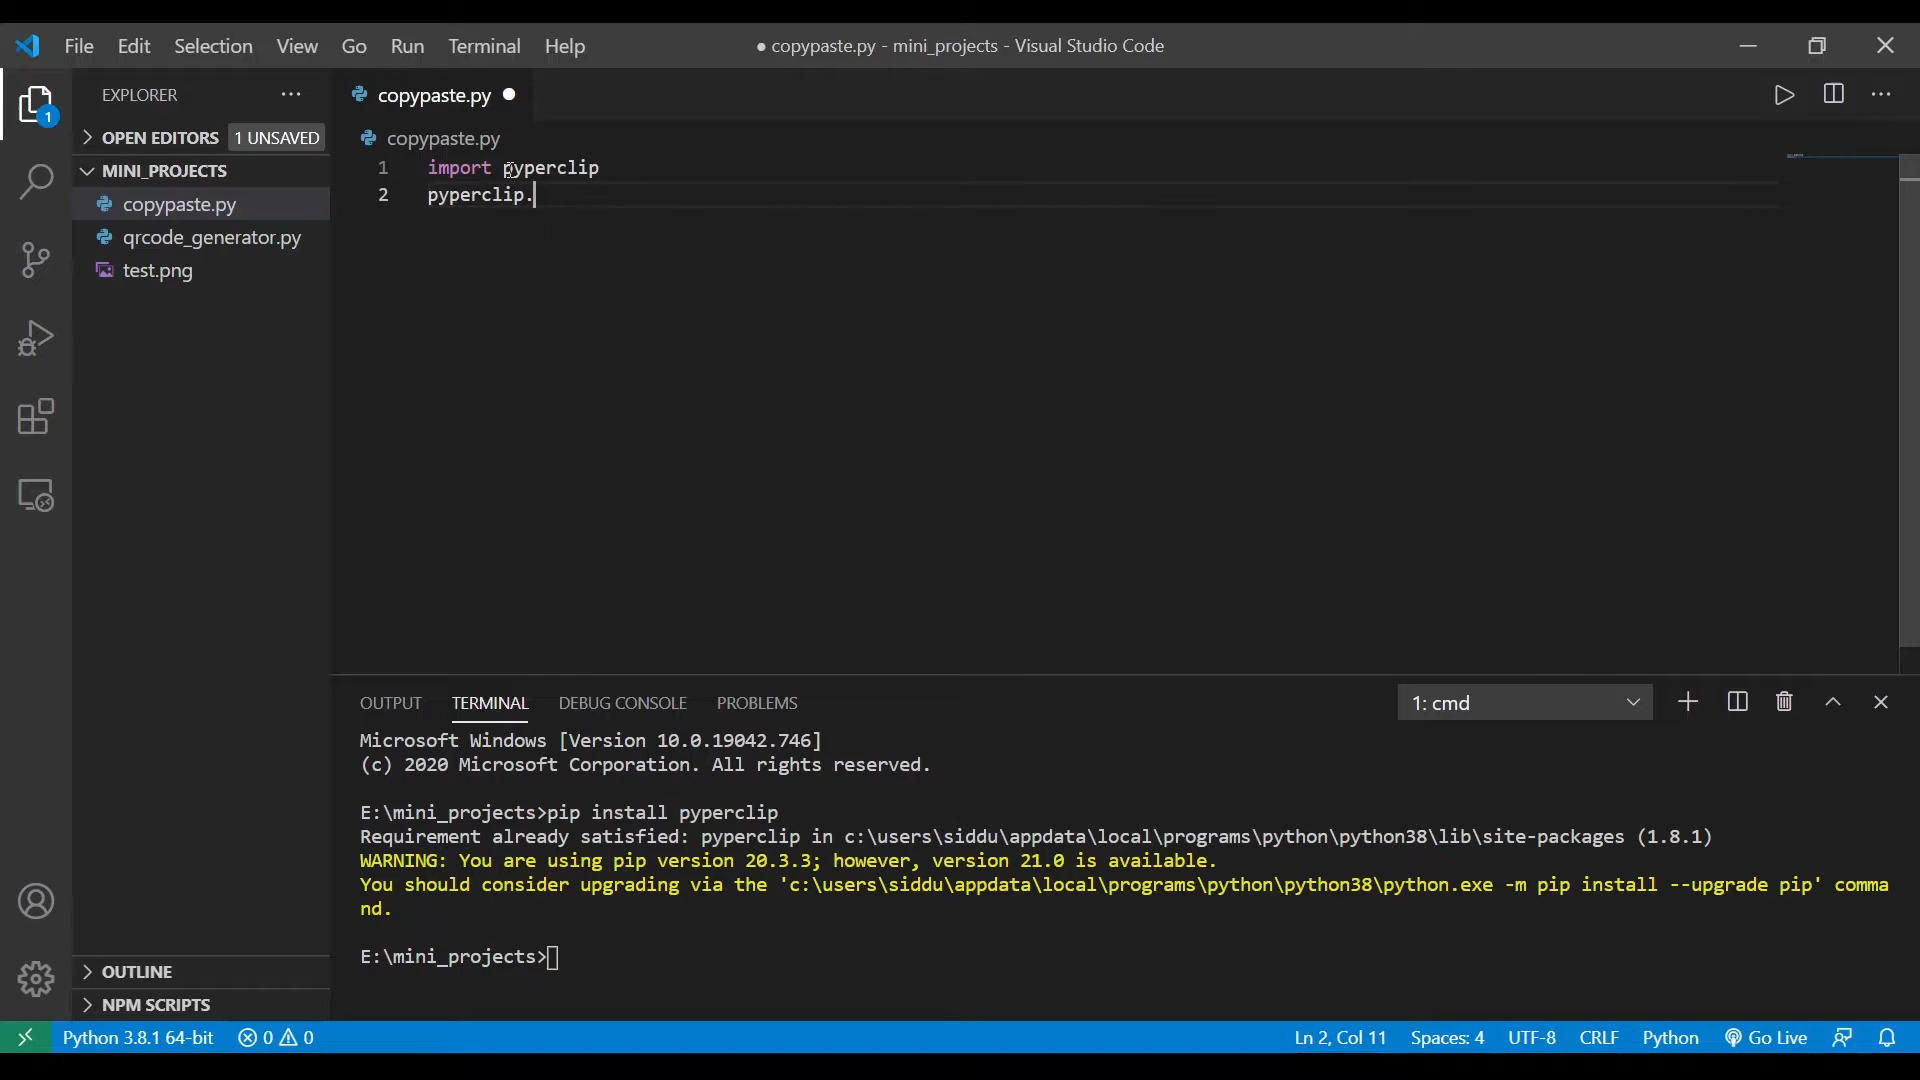 File Edit Selection View Go Run Terminal Help
● copypaste.py - mini_projects - Visual Studio Code
EXPLORER
OPEN EDITORS 1 UNSAVED
MINI_PROJECTS
copypaste.py
qrcode_generator.py
test.png
OUTLINE
NPM SCRIPTS
1
copypaste.py
copypaste.py
1 import pyperclip
2 pyperclip.
OUTPUT TERMINAL DEBUG CONSOLE PROBLEMS
1: cmd
Microsoft Windows [Version 10.0.19042.746]
(c) 2020 Microsoft Corporation. All rights reserved.
E:\mini_projects>pip install pyperclip
Requirement already satisfied: pyperclip in c:\users\siddu\appdata\local\programs\python\python38\lib\site-packages (1.8.1)
WARNING: You are using pip version 20.3.3; however, version 21.0 is available.
You should consider upgrading via the 'c:\users\siddu\appdata\local\programs\python\python38\python.exe -m pip install --upgrade pip' comma
nd.
E:\mini_projects>
Python 3.8.1 64-bit 0 0 Ln 2, Col 11 Spaces: 4 UTF-8 CRLF Python Go Live